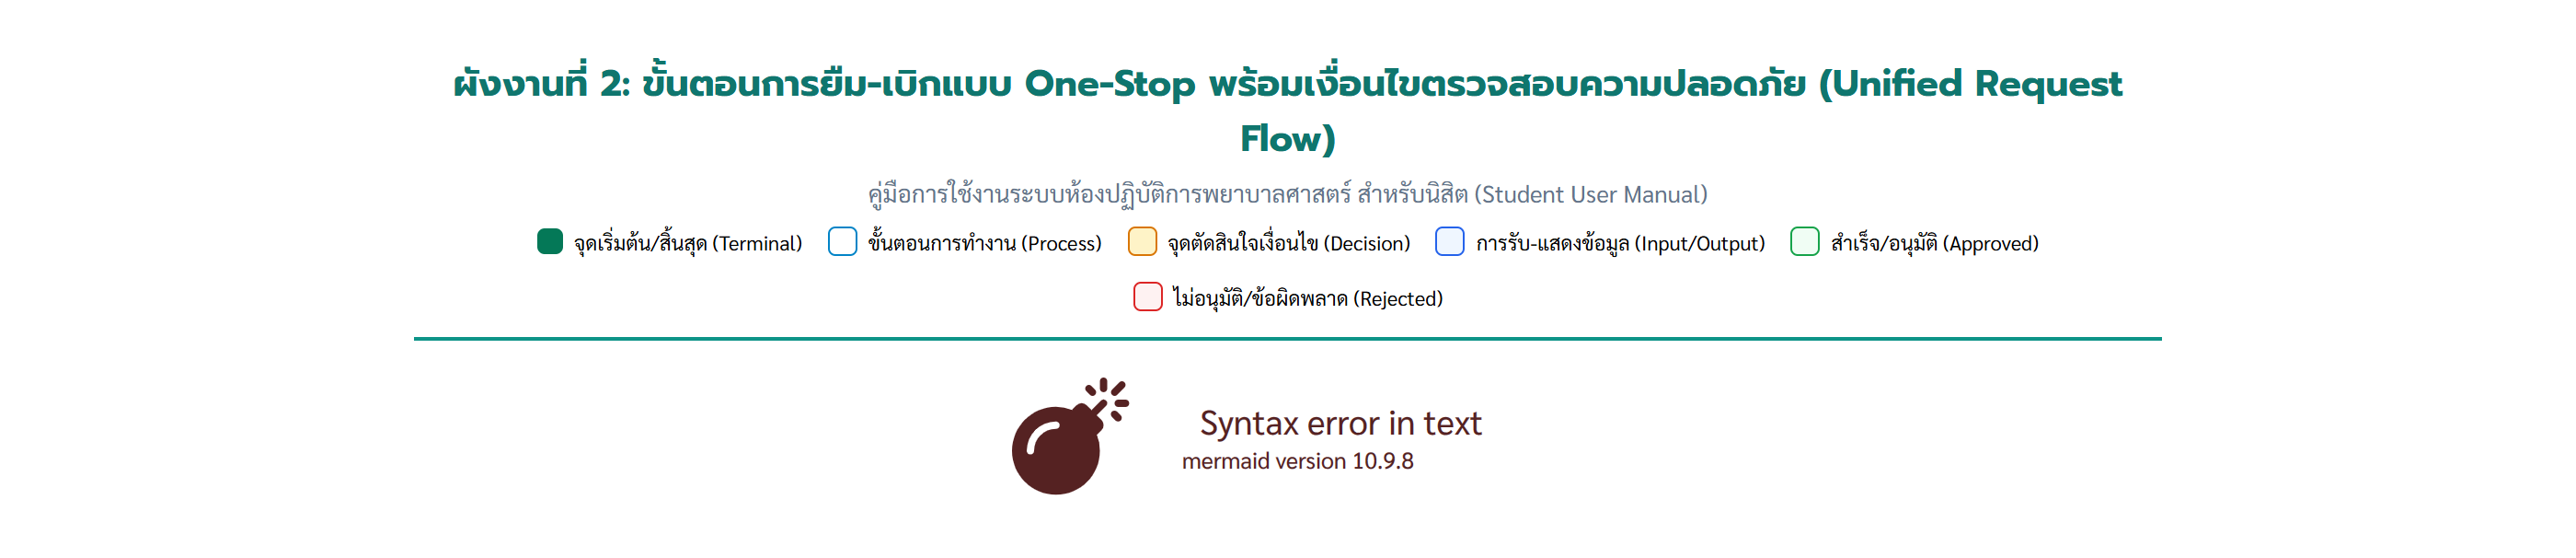 ผังงานที่ 2: ขั้นตอนการยืม-เบิกแบบ One-Stop พร้อมเงื่อนไขตรวจสอบความปลอดภัย (Unified Request
Flow)
คู่มือการใช้งานระบบห้องปฏิบัติการพยาบาลศาสตร์ สำหรับนิสิต (Student User Manual)
จุดเริ่มต้น/สิ้นสุด (Terminal) ขั้นตอนการทำงาน (Process) จุดตัดสินใจเงื่อนไข (Decision) การรับ-แสดงข้อมูล (Input/Output) สำเร็จ/อนุมัติ (Approved)
ไม่อนุมัติ/ข้อผิดพลาด (Rejected)
Syntax error in text
mermaid version 10.9.8